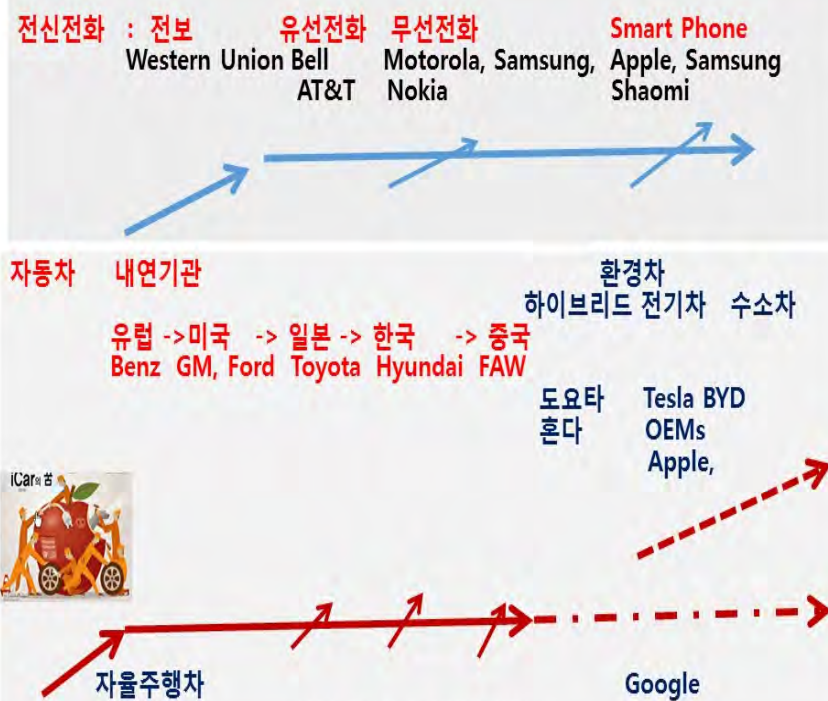 전신전화 : 전보 유선전화 무선전화 Smart Phone
Western Union Bell Motorola, Samsung, Apple, Samsung
AT&T Nokia Shaomi
자동차 내연기관 환경차
하이브리드 전기차 수소차
유럽 ->미국 -> 일본 -> 한국 -> 중국
Benz GM, Ford Toyota Hyundai FAW
도요타 Tesla BYD
혼다 OEMs
Apple,
iCar의 꿈
자율주행차 Google